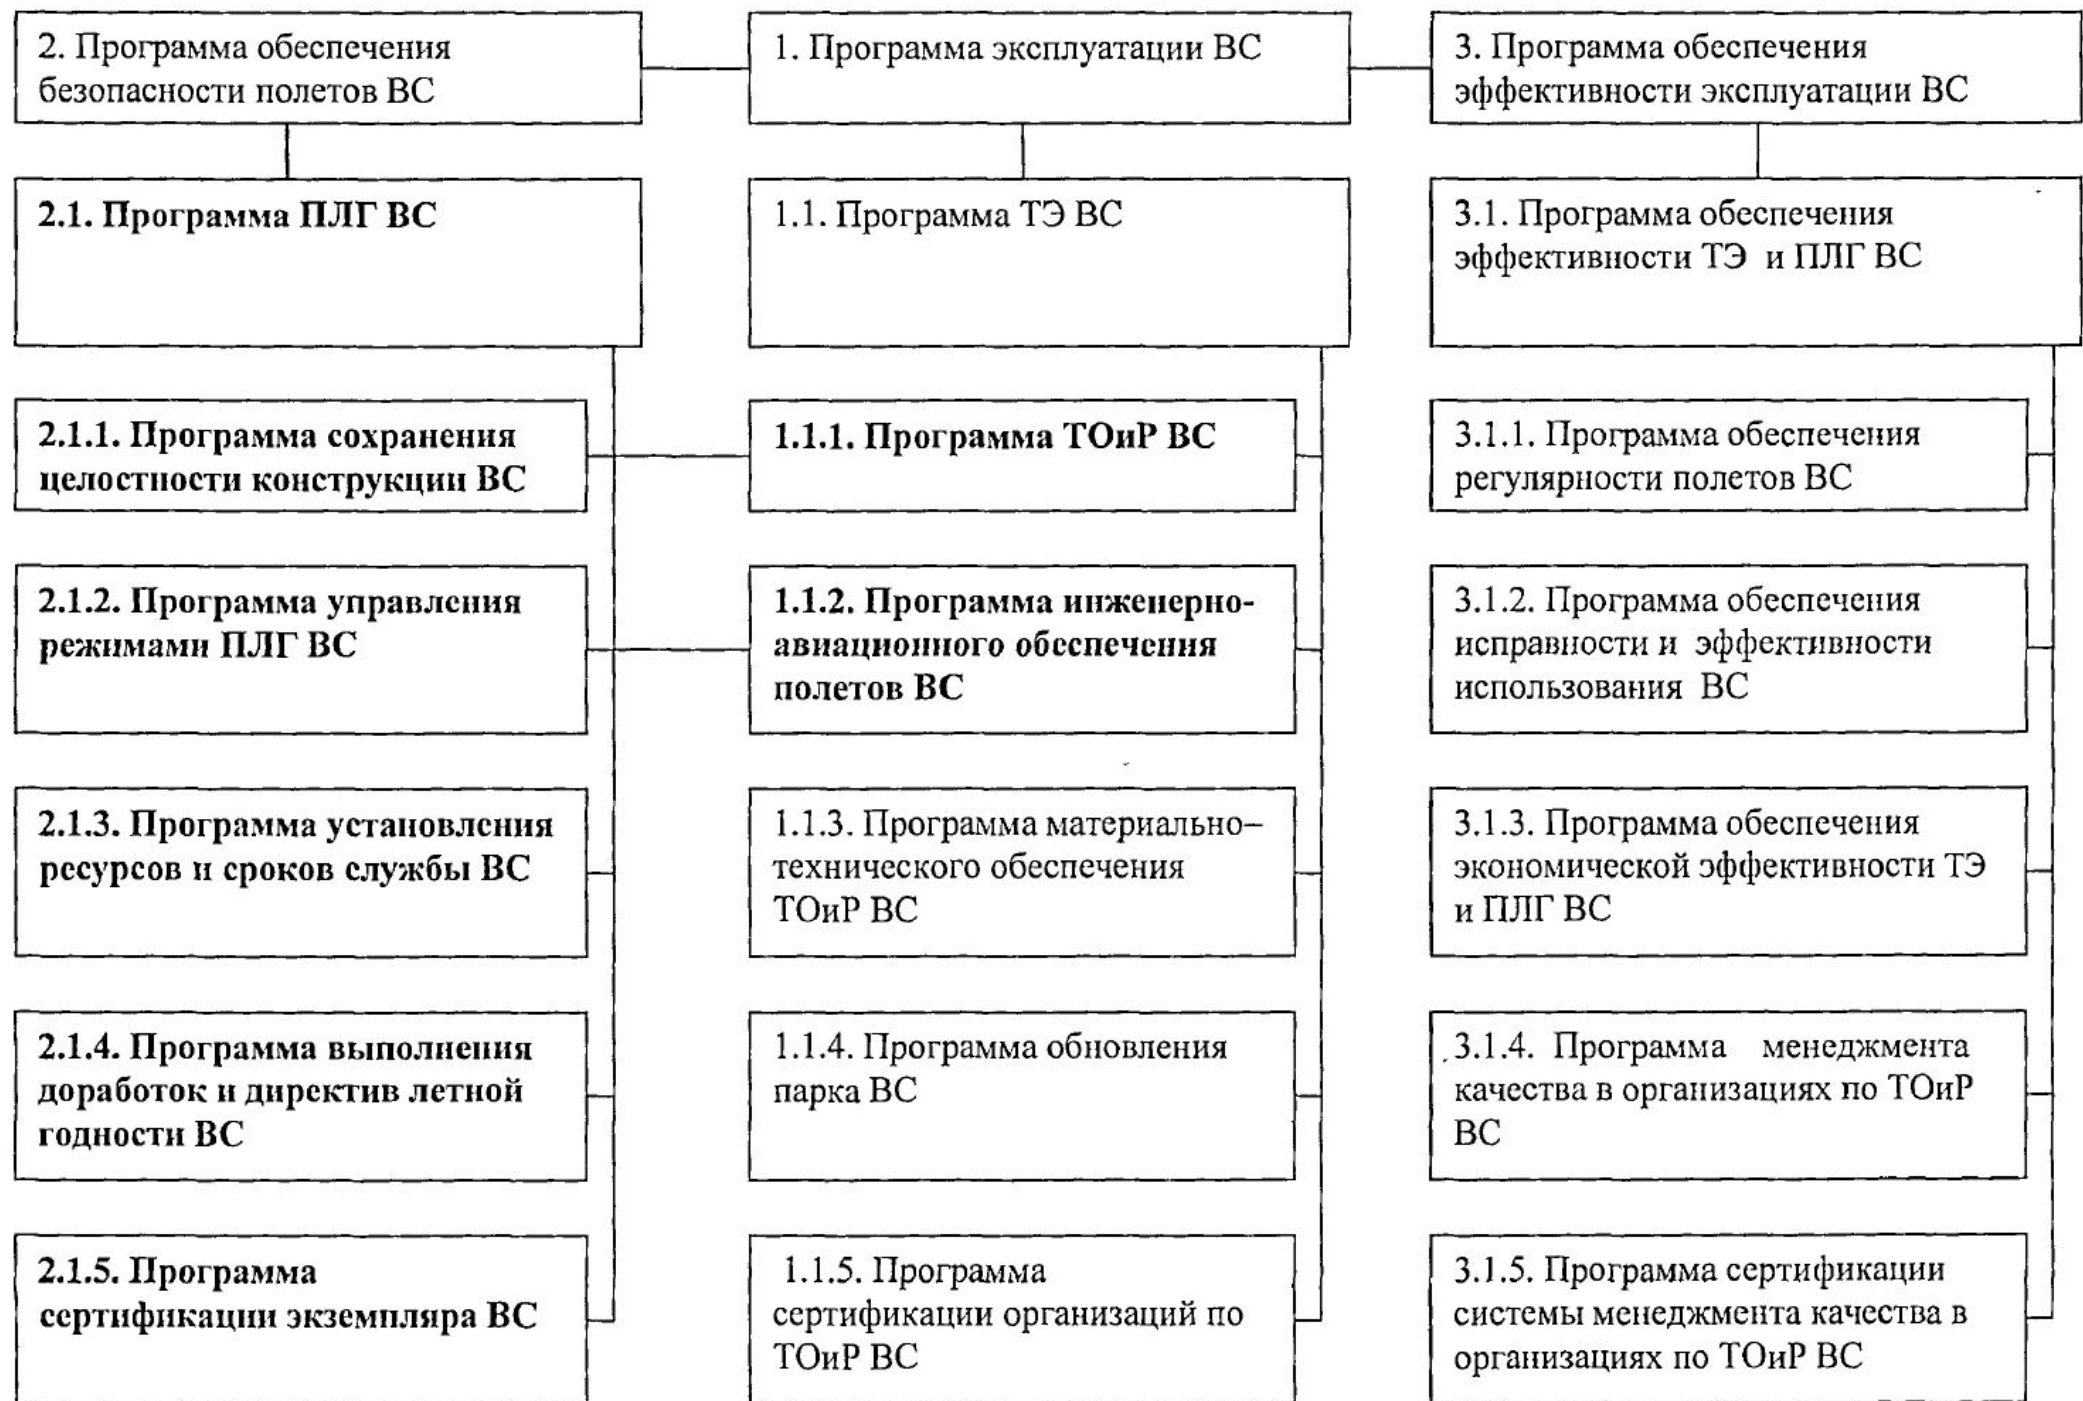 2. Программа обеспечения
безопасности полетов ВС
1. Программа эксплуатации ВС
3. Программа обеспечения
эффективности эксплуатации ВС
2.1. Программа ПЛГ ВС
1.1. Программа ТЭ ВС
3.1. Программа обеспечения
эффективности ТЭ и ПЛГ ВС
2.1.1. Программа сохранения
целостности конструкции ВС
1.1.1. Программа ТОиР ВС
3.1.1. Программа обеспечения
регулярности полетов ВС
2.1.2. Программа управления
режимами ПЛГ ВС
1.1.2. Программа инженерно-
авиационного обеспечения
полетов ВС
3.1.2. Программа обеспечения
исправности и эффективности
использования ВС
2.1.3. Программа установления
ресурсов и сроков службы ВС
1.1.3. Программа материально–
технического обеспечения
ТОиР ВС
3.1.3. Программа обеспечения
экономической эффективности ТЭ
и ПЛГ ВС
2.1.4. Программа выполнения
доработок и директив летной
годности ВС
1.1.4. Программа обновления
парка ВС
3.1.4. Программа менеджмента
качества в организациях по ТОиР
ВС
2.1.5. Программа
сертификации экземпляра ВС
1.1.5. Программа
сертификации организаций по
ТОиР ВС
3.1.5. Программа сертификации
системы менеджмента качества в
организациях по ТОиР ВС